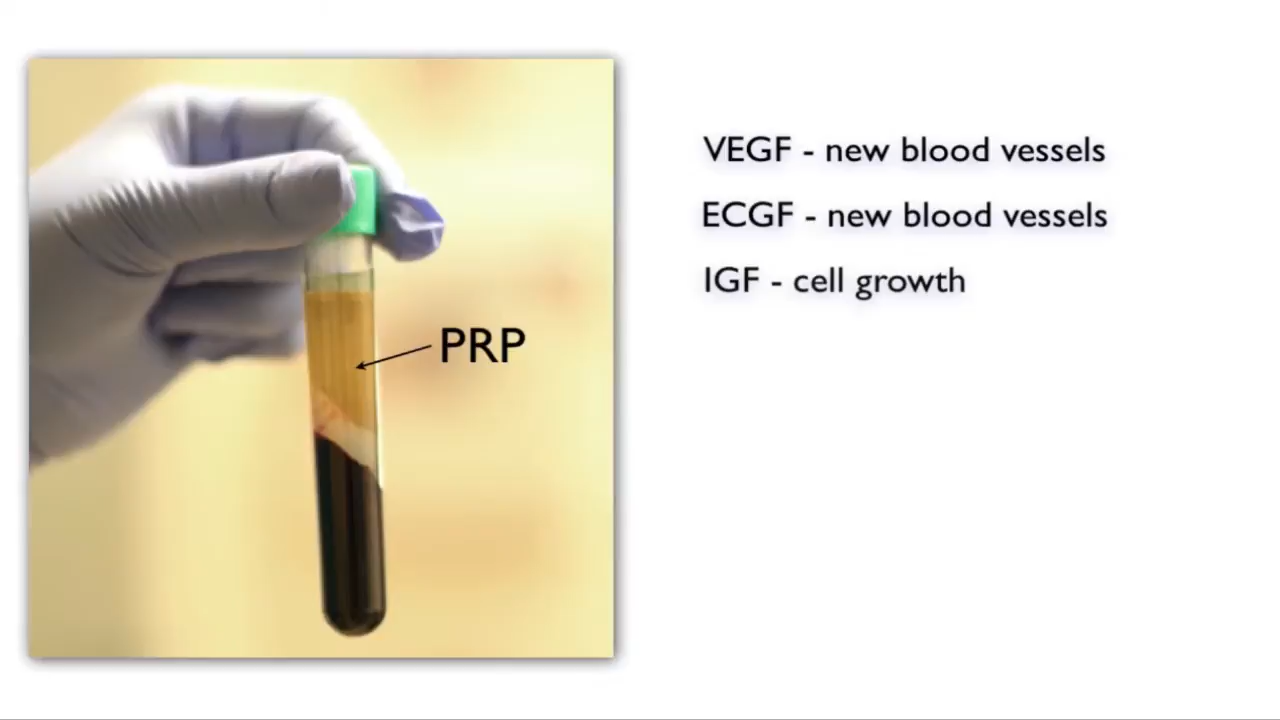 PRP
VEGF - new blood vessels
ECGF - new blood vessels
IGF - cell growth